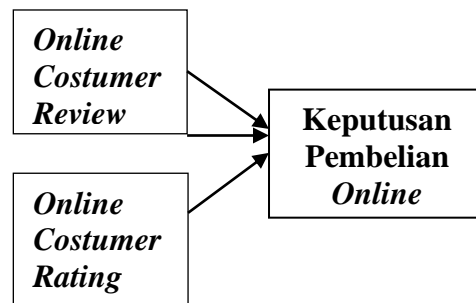 Online
Costumer
Review
Keputusan
Pembelian
Online
Online
Costumer
Rating